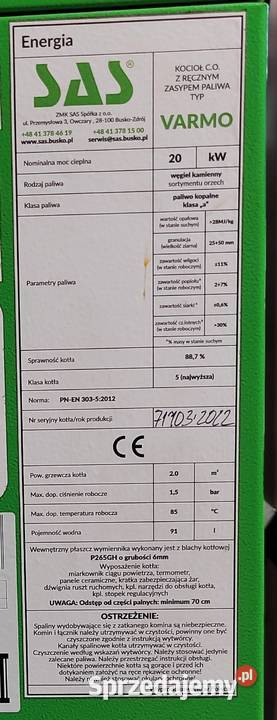 Energia
SAS®
ZMK SAS Spółka z o.o.
ul. Przemysłowa 3, Owczary, 28-100 Busko-Zdrój
+48 41 378 46 19 +48 41 378 15 00
www.sas.busko.pl serwis@sas.busko.pl
KOCIOŁ C.O.
Z RĘCZNYM
ZASYPEM PALIWA
TYP
VARMO
Nominalna moc cieplna 20 kW
Rodzaj paliwa węgiel kamienny
sortymentu orzech
Klasa paliwa paliwo kopalne
klasa „a"
Parametry paliwa
wartość opałowa
(w stanie suchym) >28MJ/kg
granulacja
(wielkość ziarna) 25÷50 mm
zawartość wilgoci
(w stanie roboczym) ≤11%
zawartość popiołu*
(w stanie roboczym) 2÷7%
zawartość siarki* ≤0,6%
zawartość cz.lotnych*
(w stanie roboczym) >30%
*% masy w stanie suchym
Sprawność kotła 88,7 %
Klasa kotła 5 (najwyższa)
Norma: PN-EN 303-5:2012
Nr seryjny kotła/rok produkcji 71903·2022
CE
Pow. grzewcza kotła 2.0 m²
Max. dop. ciśnienie robocze 1,5 bar
Max. dop. temperatura robocza 85 °C
Pojemność wodna 91 l
Wewnętrzny płaszcz wymiennika wykonany jest z blachy kotłowej
P265GH o grubości 6mm
Wyposażenie kotła:
miarkownik ciągu powietrza, termometr,
panele ceramiczne, kratka zabezpieczająca żar,
dźwignia ruszt ruchomych, kpl. narzędzi do obsługi kotła,
kpl. stopek regulacyjnych
UWAGA: Odstęp od części palnych: minimum 70 cm
OSTRZEŻENIE:
Spaliny wydobywające się z zatkanego komina są niebezpieczne.
Komin i łącznik należy utrzymywać w czystości, powinny one być
czyszczone zgodnie z instrukcją wytwórcy.
Kanały spalinowe kotła utrzymywać w czystości.
Czyszczenie według wskazań wytwórcy. Należy stosować jedynie
zalecane paliwa. Należy przestrzegać instrukcji obsługi.
Niektóre powierzchnie kotła są gorące i przed ich
dotykaniem założyć na ręce rękawice ochronne!
Należy stosować
Sprzedajemy.pl